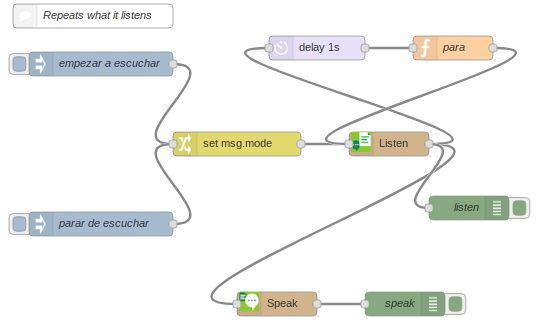 Repeats what it listens
delay 1s
para
empezar a escuchar
set msg.mode
Listen
listen
parar de escuchar
Speak
speak